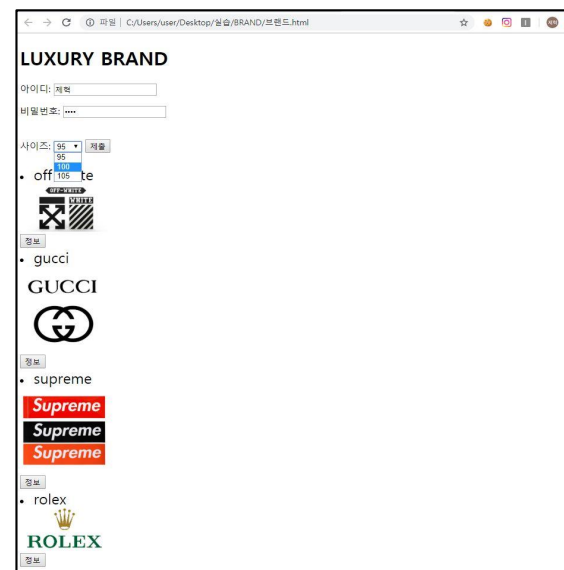 파일 | C:/Users/user/Desktop/실습/BRAND/브랜드.html
LUXURY BRAND
아이디: 제혁
비밀번호: ••••
사이즈: 95 제출
95
100
105
• off te
OFF-WHITE
WHITE
정보
• gucci
GUCCI
정보
• supreme
Supreme
Supreme
Supreme
정보
• rolex
ROLEX
정보